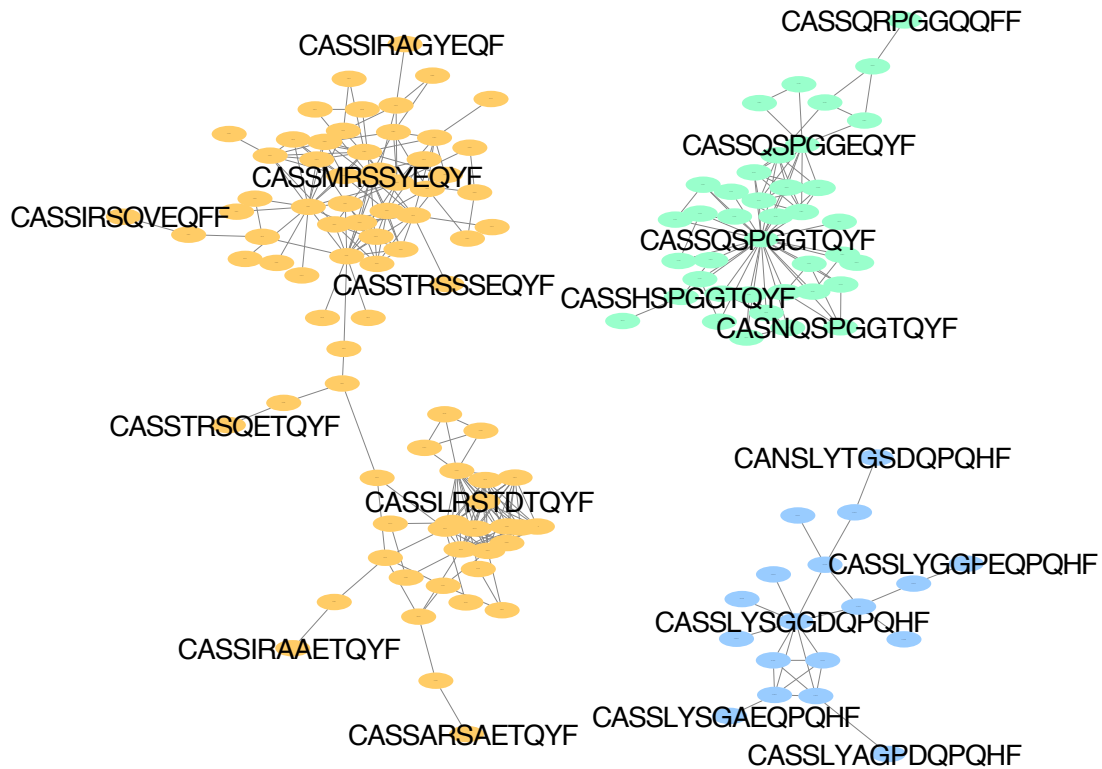 CASSQRPGGQQFF
CASSIRAGYEQF
CASSQSPGGEQYF
CASSMRSSYEQYF
CASSIRSQVEQFF
CASSQSPGGTQYF
CASSTRSSSEQYF
CASSHSPGGTQYF
CASNQSPGGTQYF
CASSTRSQETQYF
CANSLYTGSDQPQHF
CASSLRSTDTQYF
CASSLYGGPEQPQHF
CASSLYSGGDQPQHF
CASSIRAAETQYF
CASSLYSGAEQPQHF
CASSARSAETQYF
CASSLYAGPDQPQHF